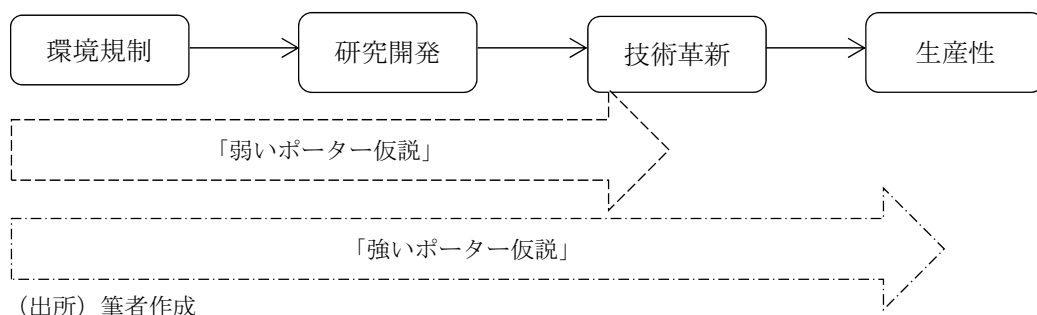 環境規制
研究開発
技術革新
生産性
「弱いポーター仮説」
「強いポーター仮説」
（出所）筆者作成